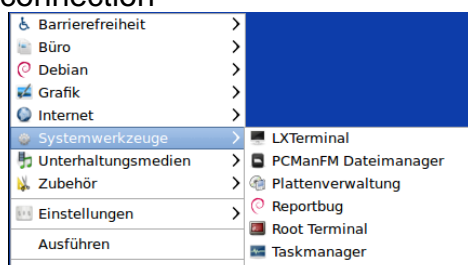 connection
Barrierefreiheit
Büro
Debian
Grafik
Internet
Systemwerkzeuge
Unterhaltungsmedien
Zubehör
Einstellungen
Ausführen
LXTerminal
PCManFM Dateimanager
Plattenverwaltung
Reportbug
Root Terminal
Taskmanager